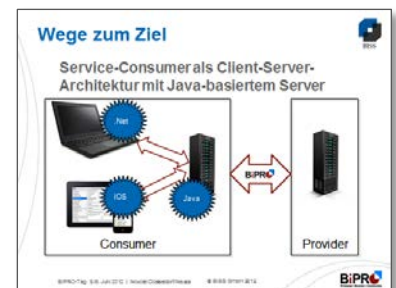 Wege zum Ziel
BISS
Service-Consumer als Client-Server-
Architektur mit Java-basiertem Server
.Net
iOS
Java
BiPRO
Consumer
Provider
BiPRO